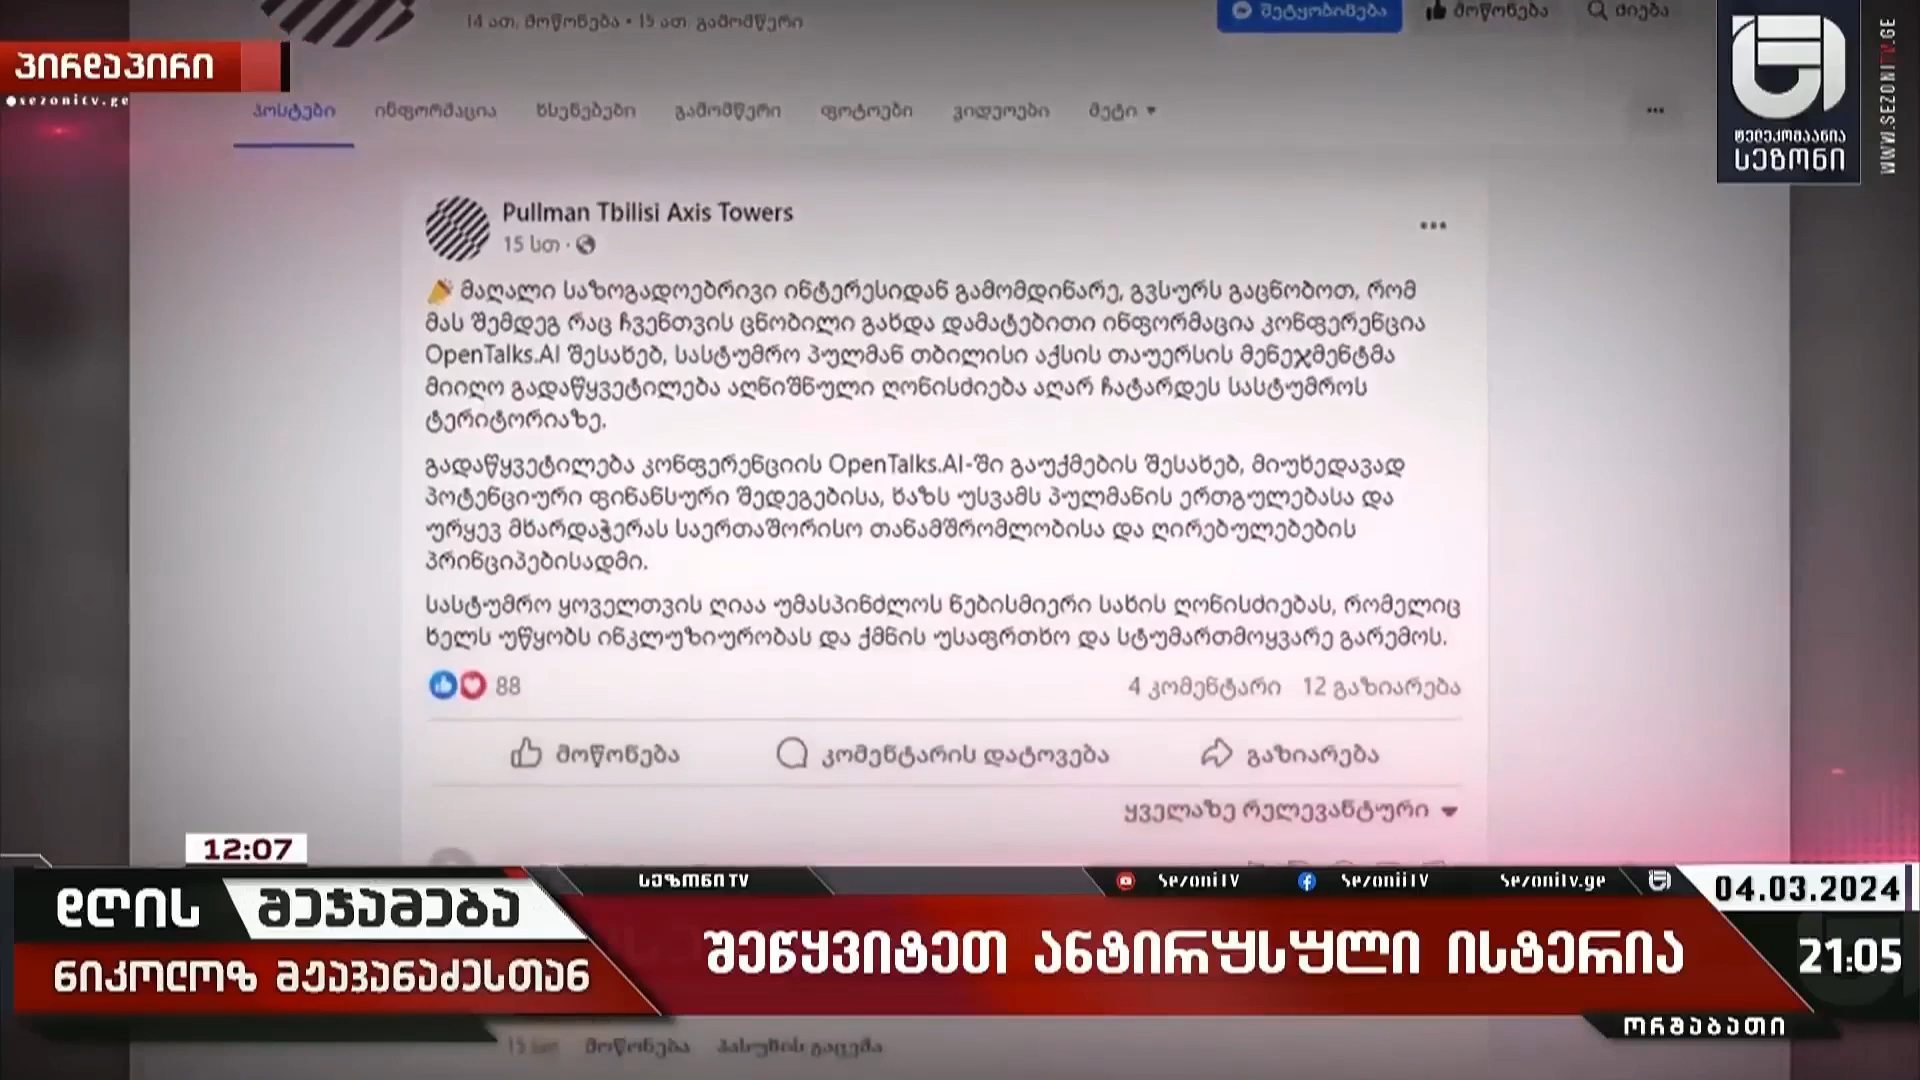 14 ათ. მოწონება • 15 ათ. გამომწერი
შეტყობინება
მოწონება
ძიება
პირდაპირი
sezonitv.ge
ტელეკომპანია
სეზონი
WWW.SEZONITV.GE
პოსტები ინფორმაცია ხსენებები გამომწერი ფოტოები ვიდეოები მეტი
Pullman Tbilisi Axis Towers
15 სთ ·
მაღალი საზოგადოებრივი ინტერესიდან გამომდინარე, გვსურს გაცნობოთ, რომ
მას შემდეგ რაც ჩვენთვის ცნობილი გახდა დამატებითი ინფორმაცია კონფერენცია
OpenTalks.AI შესახებ, სასტუმრო პულმან თბილისი აქსის თაუერსის მენეჯმენტმა
მიიღო გადაწყვეტილება აღნიშნული ღონისძიება აღარ ჩატარდეს სასტუმროს
ტერიტორიაზე.
გადაწყვეტილება კონფერენციის OpenTalks.AI-ში გაუქმების შესახებ, მიუხედავად
პოტენციური ფინანსური შედეგებისა, ხაზს უსვამს პულმანის ერთგულებასა და
ურყევ მხარდაჭერას საერთაშორისო თანამშრომლობისა და ღირებულებების
პრინციპებისადმი.
სასტუმრო ყოველთვის ღიაა უმასპინძლოს ნებისმიერი სახის ღონისძიებას, რომელიც
ხელს უწყობს ინკლუზიურობას და ქმნის უსაფრთხო და სტუმართმოყვარე გარემოს.
88
4 კომენტარი 12 გაზიარება
მოწონება კომენტარის დატოვება გაზიარება
ყველაზე რელევანტური
12:07
სეზონი TV
SezoniTV
SezoniiTV
Sezonitv.ge
04.03.2024
დღის შეჯამება
ნიკოლოზ მჟავანაძესთან
შეწყვიტეთ ანტირუსული ისტერია
21:05
ორშაბათი
15 სთ მოწონება პასუხის გაცემა